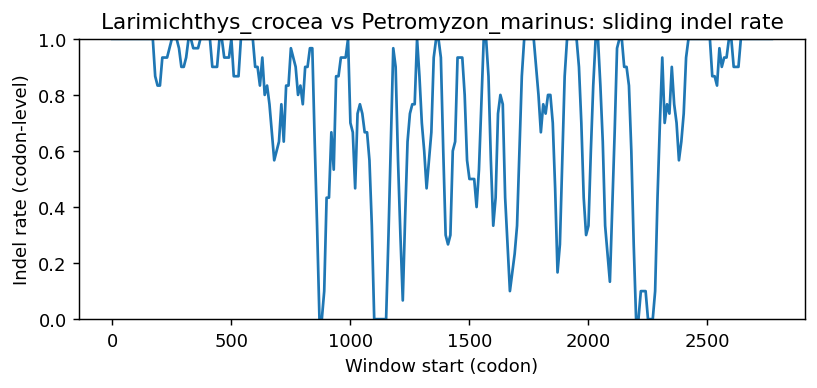 Larimichthys_crocea vs Petromyzon_marinus: sliding indel rate
Indel rate (codon-level)
1.0
0.8
0.6
0.4
0.2
0.0
0 500 1000 1500 2000 2500
Window start (codon)